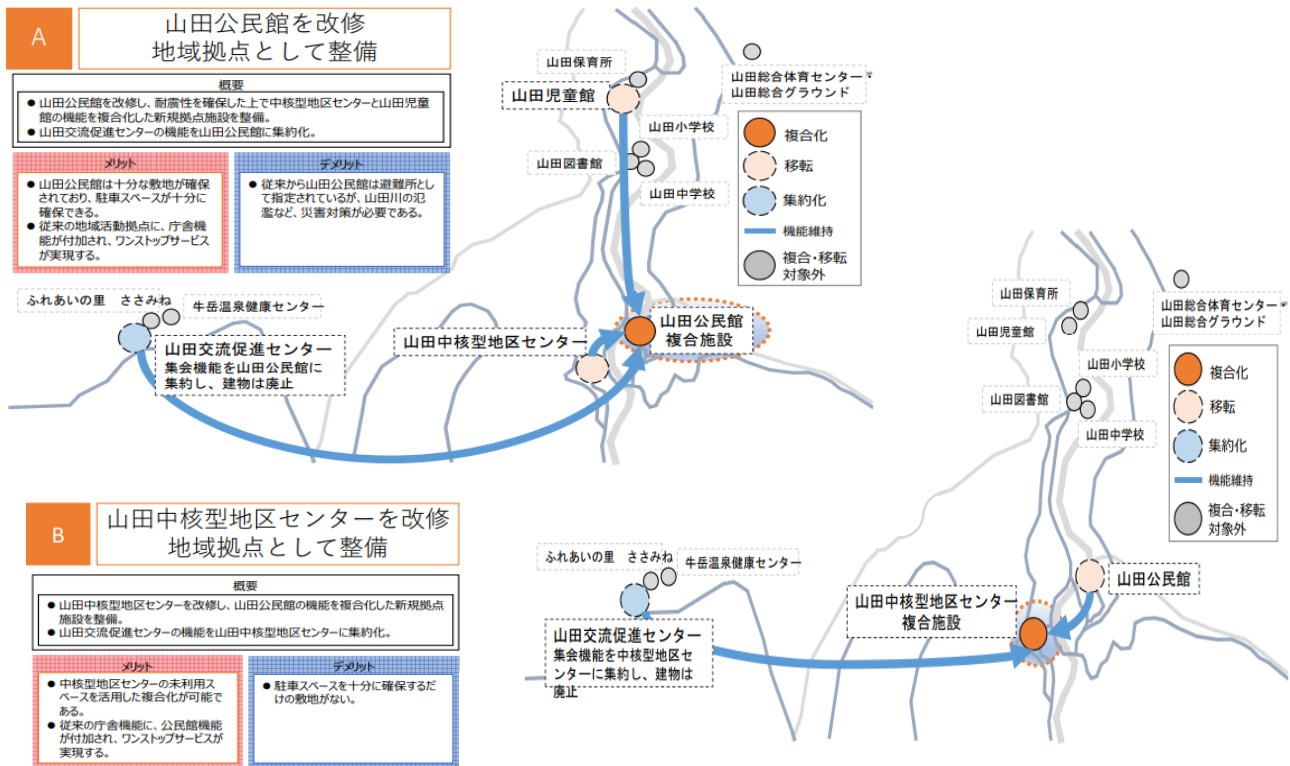 A
山田公民館を改修
地域拠点として整備
概要
● 山田公民館を改修し、耐震性を確保した上で中核型地区センターと山田児童
館の機能を複合化した新規拠点施設を整備。
● 山田交流促進センターの機能を山田公民館に集約化。
メリット
● 山田公民館は十分な敷地が確保
されており、駐車スペースが十分に
確保できる。
● 従来の地域活動拠点に、庁舎機
能が付加され、ワンストップサービス
が実現する。
デメリット
● 従来から山田公民館は避難所とし
て指定されているが、山田川の氾
濫など、災害対策が必要である。
山田保育所
山田児童館
山田総合体育センター・
山田総合グラウンド
山田小学校
山田図書館
山田中学校
複合化
移転
集約化
機能維持
複合・移転
対象外
ふれあいの里 ささみね
牛岳温泉健康センター
山田交流促進センター
集会機能を山田公民館に
集約し、建物は廃止
山田中核型地区センター
山田公民館
複合施設
B
山田中核型地区センターを改修
地域拠点として整備
概要
● 山田中核型地区センターを改修し、山田公民館の機能を複合化した新規拠点
施設を整備。
● 山田交流促進センターの機能を山田中核型地区センターに集約化。
メリット
● 中核型地区センターの未利用ス
ペースを活用した複合化が可能で
ある。
● 従来の庁舎機能に、公民館機能
が付加され、ワンストップサービスが
実現する。
デメリット
● 駐車スペースを十分に確保するだ
けの敷地がない。
山田保育所
山田児童館
山田総合体育センター・
山田総合グラウンド
山田小学校
山田図書館
山田中学校
複合化
移転
集約化
機能維持
複合・移転
対象外
ふれあいの里 ささみね
牛岳温泉健康センター
山田交流促進センター
集会機能を中核型地区セ
ンターに集約し、建物は
廃止
山田中核型地区センター
複合施設
山田公民館